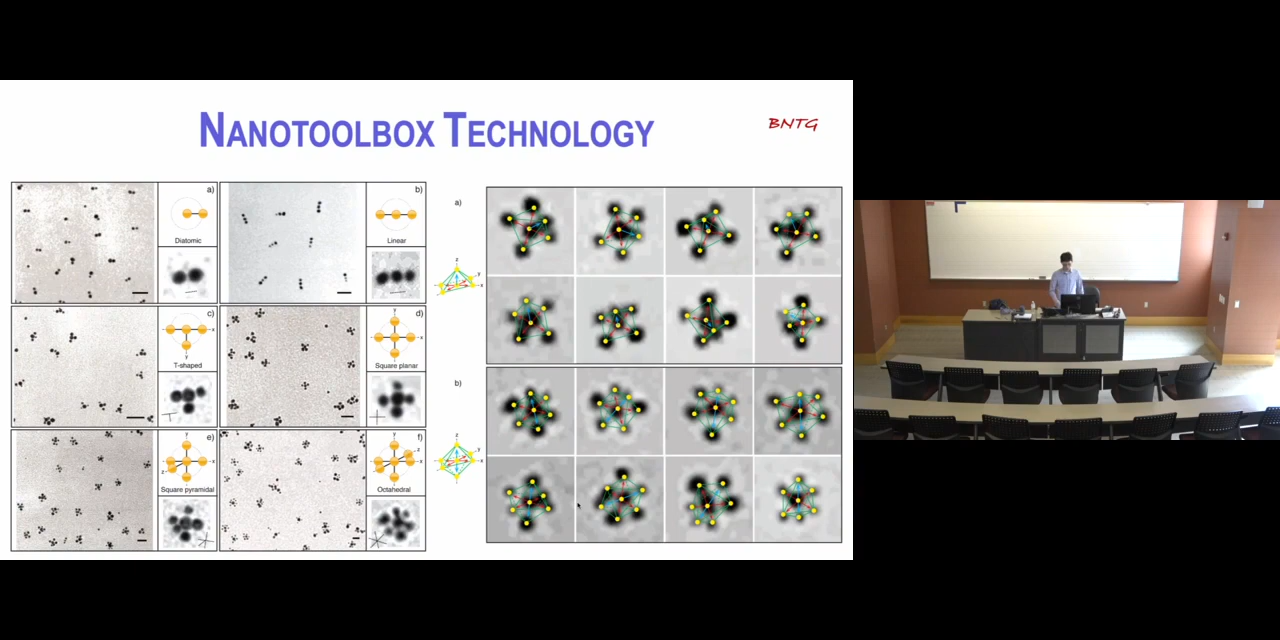 NANOTOOLBOX TECHNOLOGY
BNTG
a)
Diatomic
b)
Linear
c)
T-shaped
x
y
d)
Square planar
y
x
e)
Square pyramidal
y
x
z
f)
Octahedral
y
z
x
a)
z
y
x
b)
z
y
x